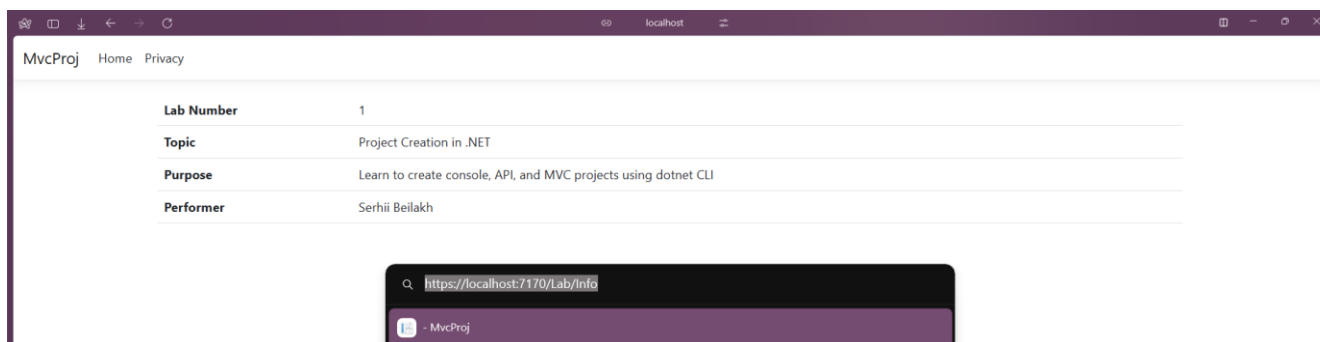 localhost
MvcProj Home Privacy
Lab Number 1
Topic Project Creation in .NET
Purpose Learn to create console, API, and MVC projects using dotnet CLI
Performer Serhii Beilakh
https://localhost:7170/Lab/Info
- MvcProj